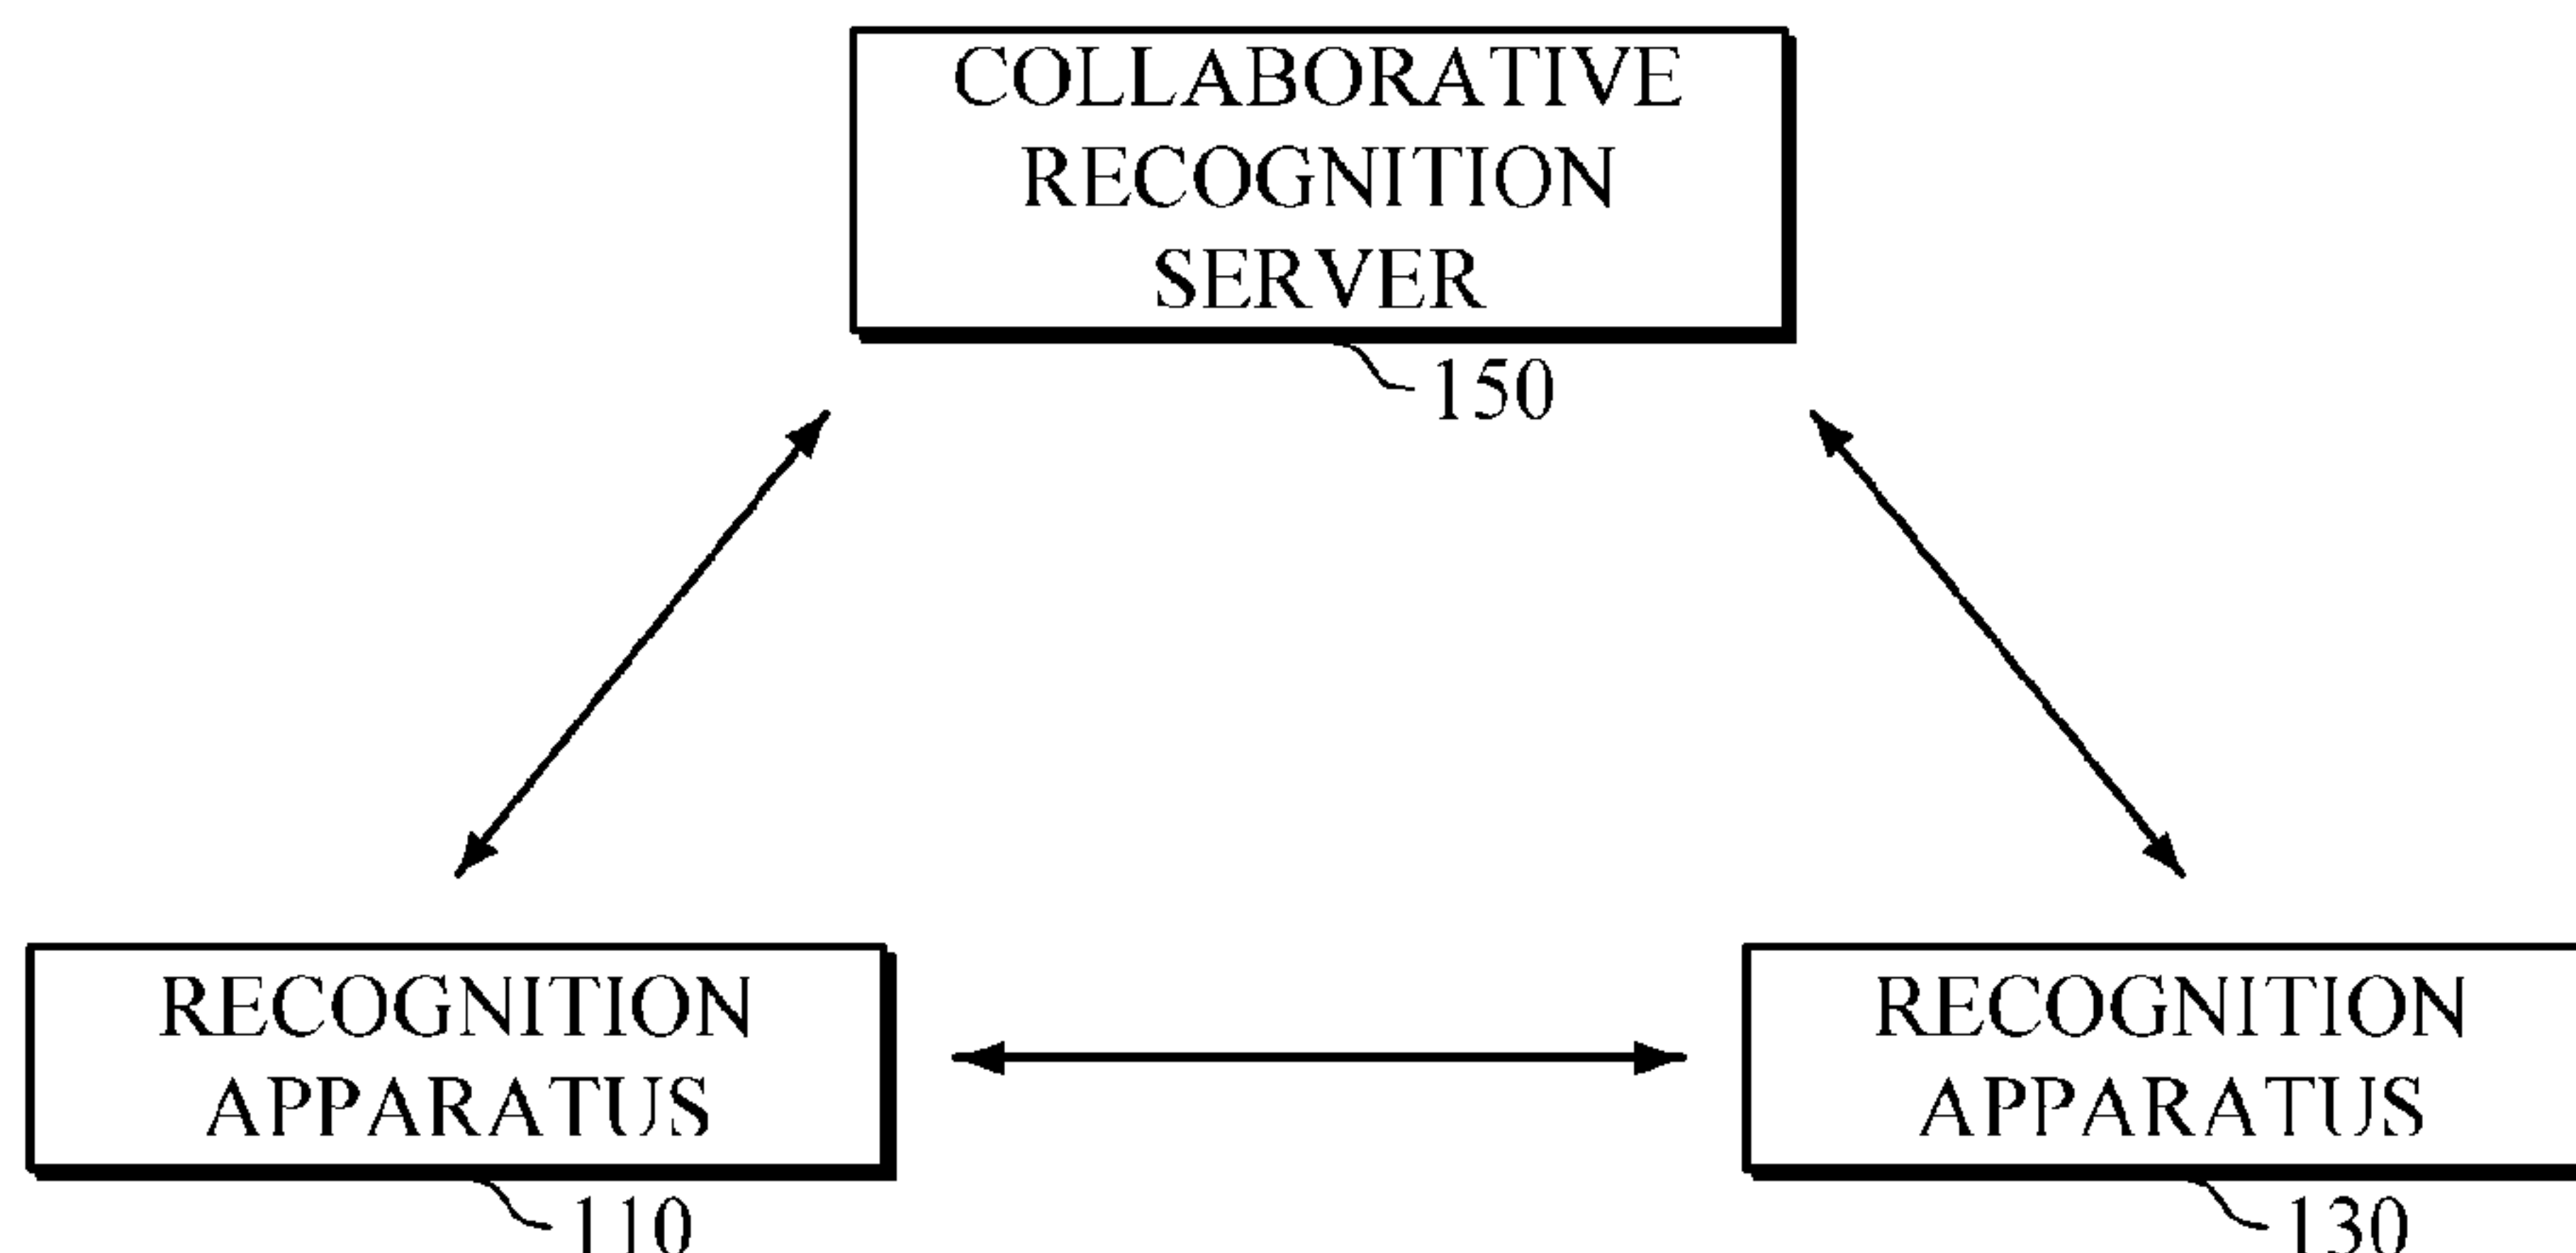 COLLABORATIVE
RECOGNITION
SERVER
150
RECOGNITION
APPARATUS
110
RECOGNITION
APPARATUS
130